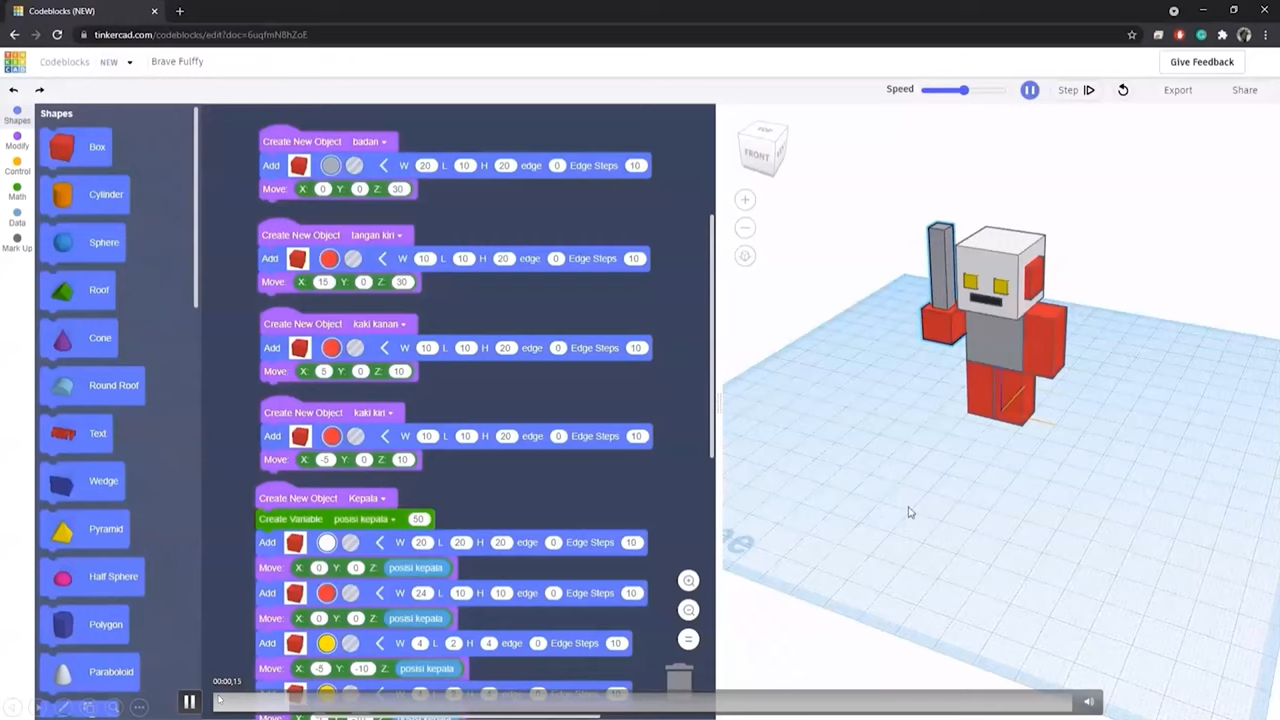 Codeblocks (NEW)
tinkercad.com/codeblocks/edit?doc=6uqfmN8hZoE
Codeblocks NEW Brave Fulffy
Give Feedback
Speed Step Export Share
Shapes
Modify
Control
Math
Data
Mark Up
Shapes
Box
Cylinder
Sphere
Roof
Cone
Round Roof
Text
Wedge
Pyramid
Half Sphere
Polygon
Paraboloid
Create New Object badan
Add W 20 L 10 H 20 edge 0 Edge Steps 10
Move: X: 0 Y: 0 Z: 30
Create New Object tangan kiri
Add W 10 L 10 H 20 edge 0 Edge Steps 10
Move: X: 15 Y: 0 Z: 30
Create New Object kaki kanan
Add W 10 L 10 H 20 edge 0 Edge Steps 10
Move: X: 5 Y: 0 Z: 10
Create New Object kaki kiri
Add W 10 L 10 H 20 edge 0 Edge Steps 10
Move: X: -5 Y: 0 Z: 10
Create New Object Kepala
Create Variable posisi kepala 50
Add W 20 L 20 H 20 edge 0 Edge Steps 10
Move: X: 0 Y: 0 Z: posisi kepala
Add W 24 L 10 H 10 edge 0 Edge Steps 10
Move: X: 0 Y: 0 Z: posisi kepala
Add W 4 L 2 H 4 edge 0 Edge Steps 10
Move: X: -5 Y: -10 Z: posisi kepala
00:00,15
TOP
FRONT